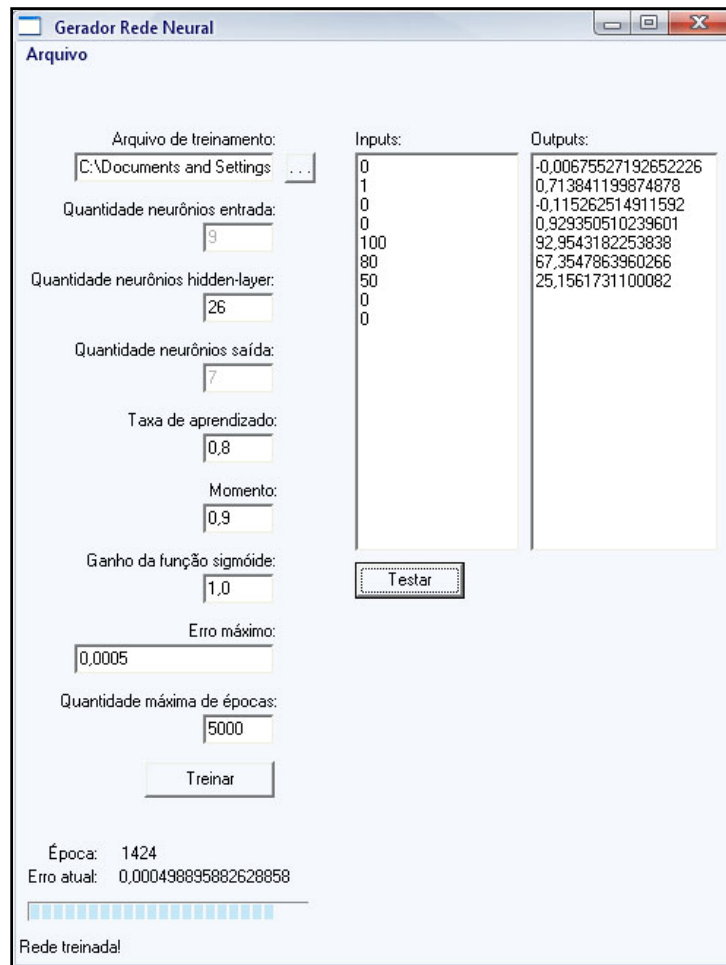 Gerador Rede Neural
Arquivo
Arquivo de treinamento:
C:\Documents and Settings
...
Quantidade neurônios entrada:
9
Quantidade neurônios hidden-layer:
26
Quantidade neurônios saída:
7
Taxa de aprendizado:
0,8
Momento:
0,9
Ganho da função sigmóide:
1,0
Erro máximo:
0,0005
Quantidade máxima de épocas:
5000
Treinar
Época: 1424
Erro atual: 0,000498895882628858
Rede treinada!
Inputs:
0
1
0
0
100
80
50
0
0
Testar
Outputs:
-0,00675527192652226
0,713841199874878
-0,115262514911592
0,929350510239601
92,9543182253838
67,3547863960266
25,1561731100082